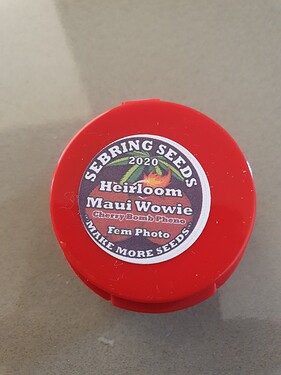 SEBRING SEEDS
2020
Heirloom
Maui Wowie
Cherry Bomb Pheno
Fem Photo
MAKE MORE SEEDS